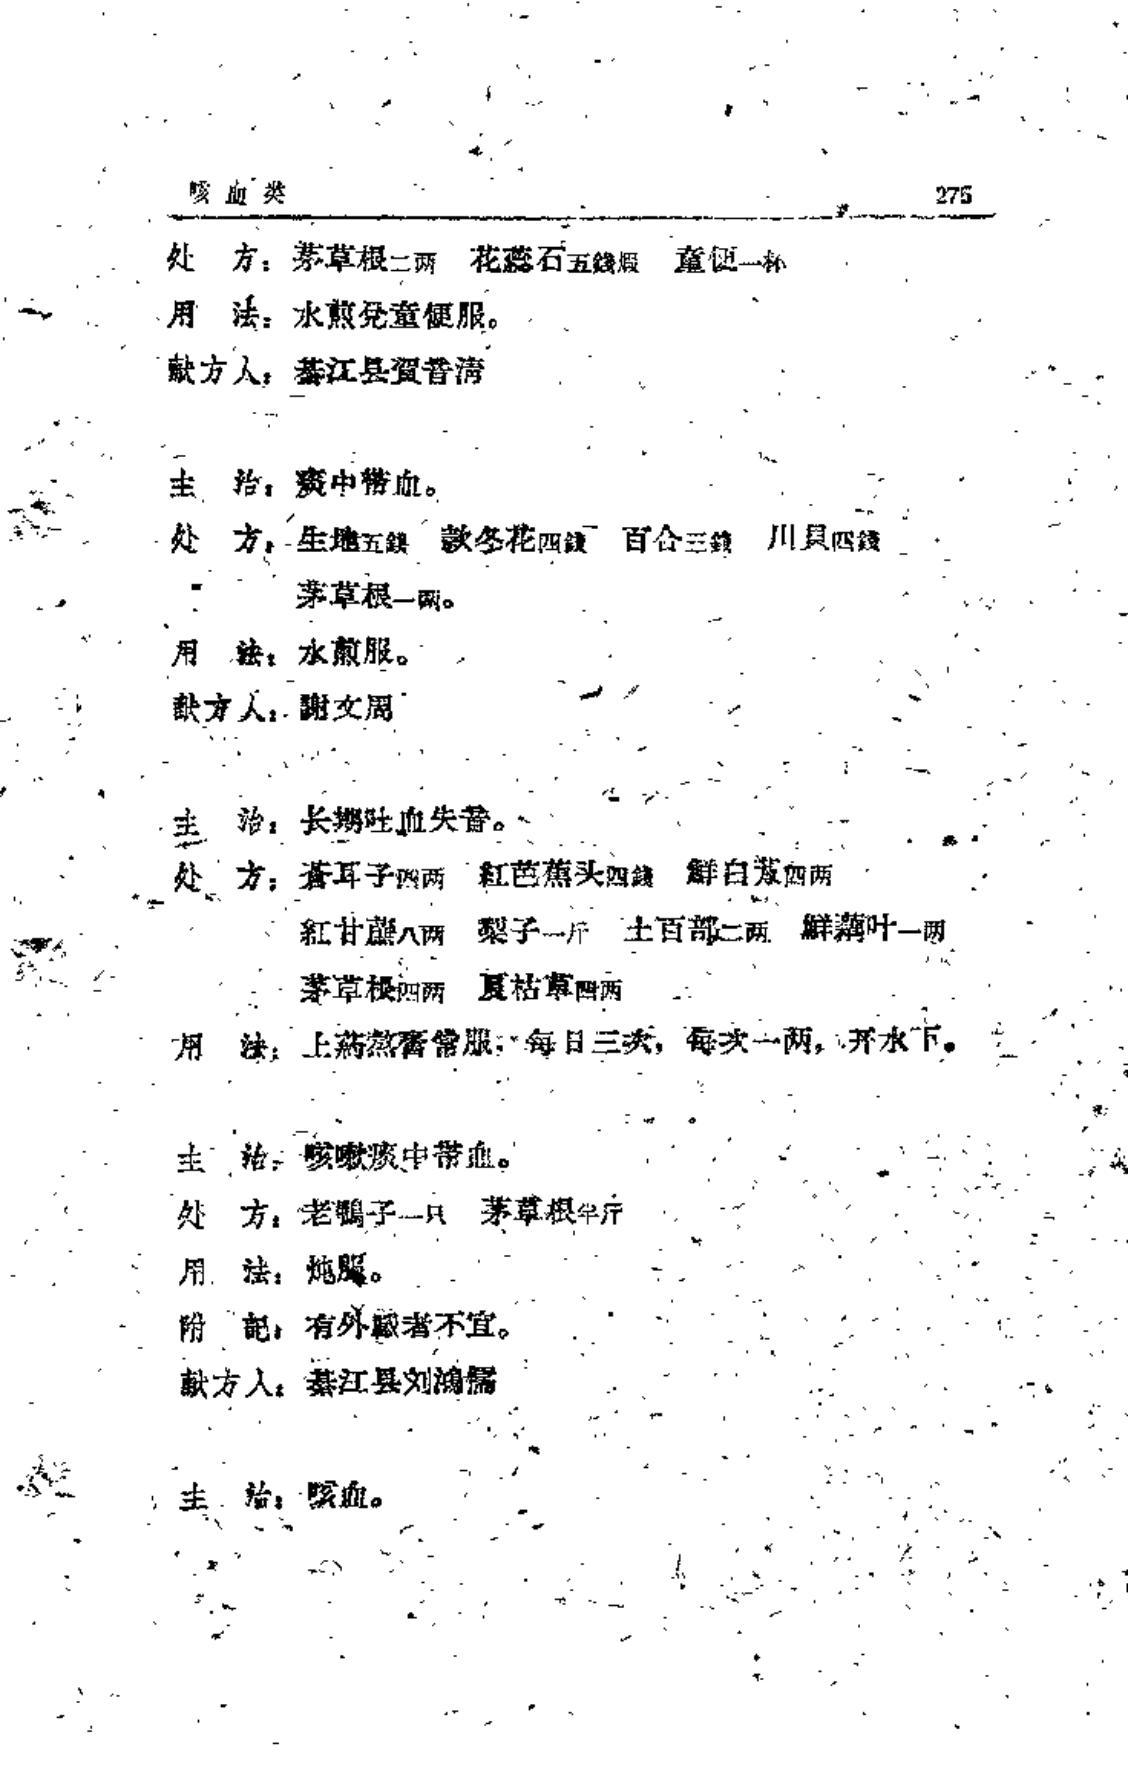 咳血类 275
处 方：茅草根二两 花蕊石五錢煅 童便一杯
用 法：水煎兌童便服。
献方人：綦江县賀晋清
主 治：痰中带血。
处 方：生地五錢 款冬花四錢 百合三錢 川貝四錢
茅草根一两。
用 法：水煎服。
献方人：謝文周
主 治：长期吐血失音。
处 方：蒼耳子四两 紅芭蕉头四錢 鮮白芨四两
紅甘蔗八两 梨子一斤 土百部二两 鮮藕叶一两
茅草根四两 夏枯草四两
用 法：上葯熬膏常服，每日三次，每次一两，开水下。
主 治：咳嗽痰中带血。
处 方：老鴨子一只 茅草根半斤
用 法：炖服。
附 記：有外感者不宜。
献方人：綦江县刘鴻儒
主 治：咳血。